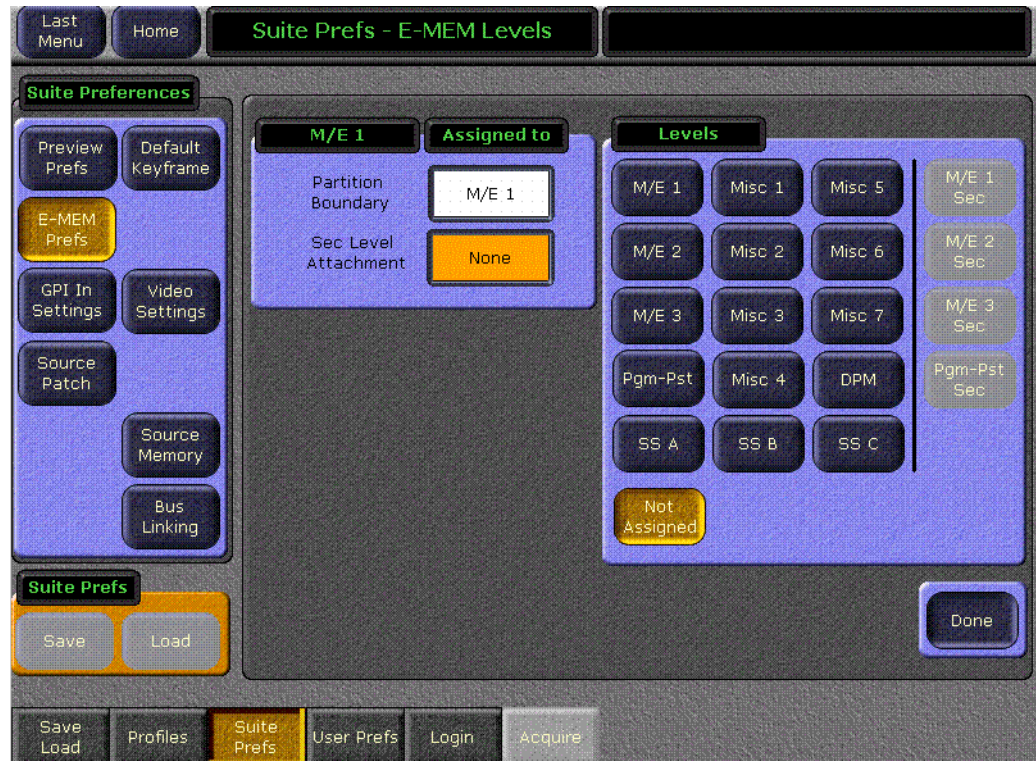 Last
Menu
Home
Suite Prefs - E-MEM Levels
Suite Preferences
Preview
Prefs
Default
Keyframe
E-MEM
Prefs
GPI In
Settings
Video
Settings
Source
Patch
Source
Memory
Bus
Linking
Suite Prefs
Save
Load
M/E 1
Assigned to
Partition
Boundary
M/E 1
Sec Level
Attachment
None
Levels
M/E 1
Misc 1
Misc 5
M/E 1
Sec
M/E 2
Misc 2
Misc 6
M/E 2
Sec
M/E 3
Misc 3
Misc 7
M/E 3
Sec
Pgm-Pst
Misc 4
DPM
Pgm-Pst
Sec
SS A
SS B
SS C
Not
Assigned
Done
Save
Load
Profiles
Suite
Prefs
User Prefs
Login
Acquire